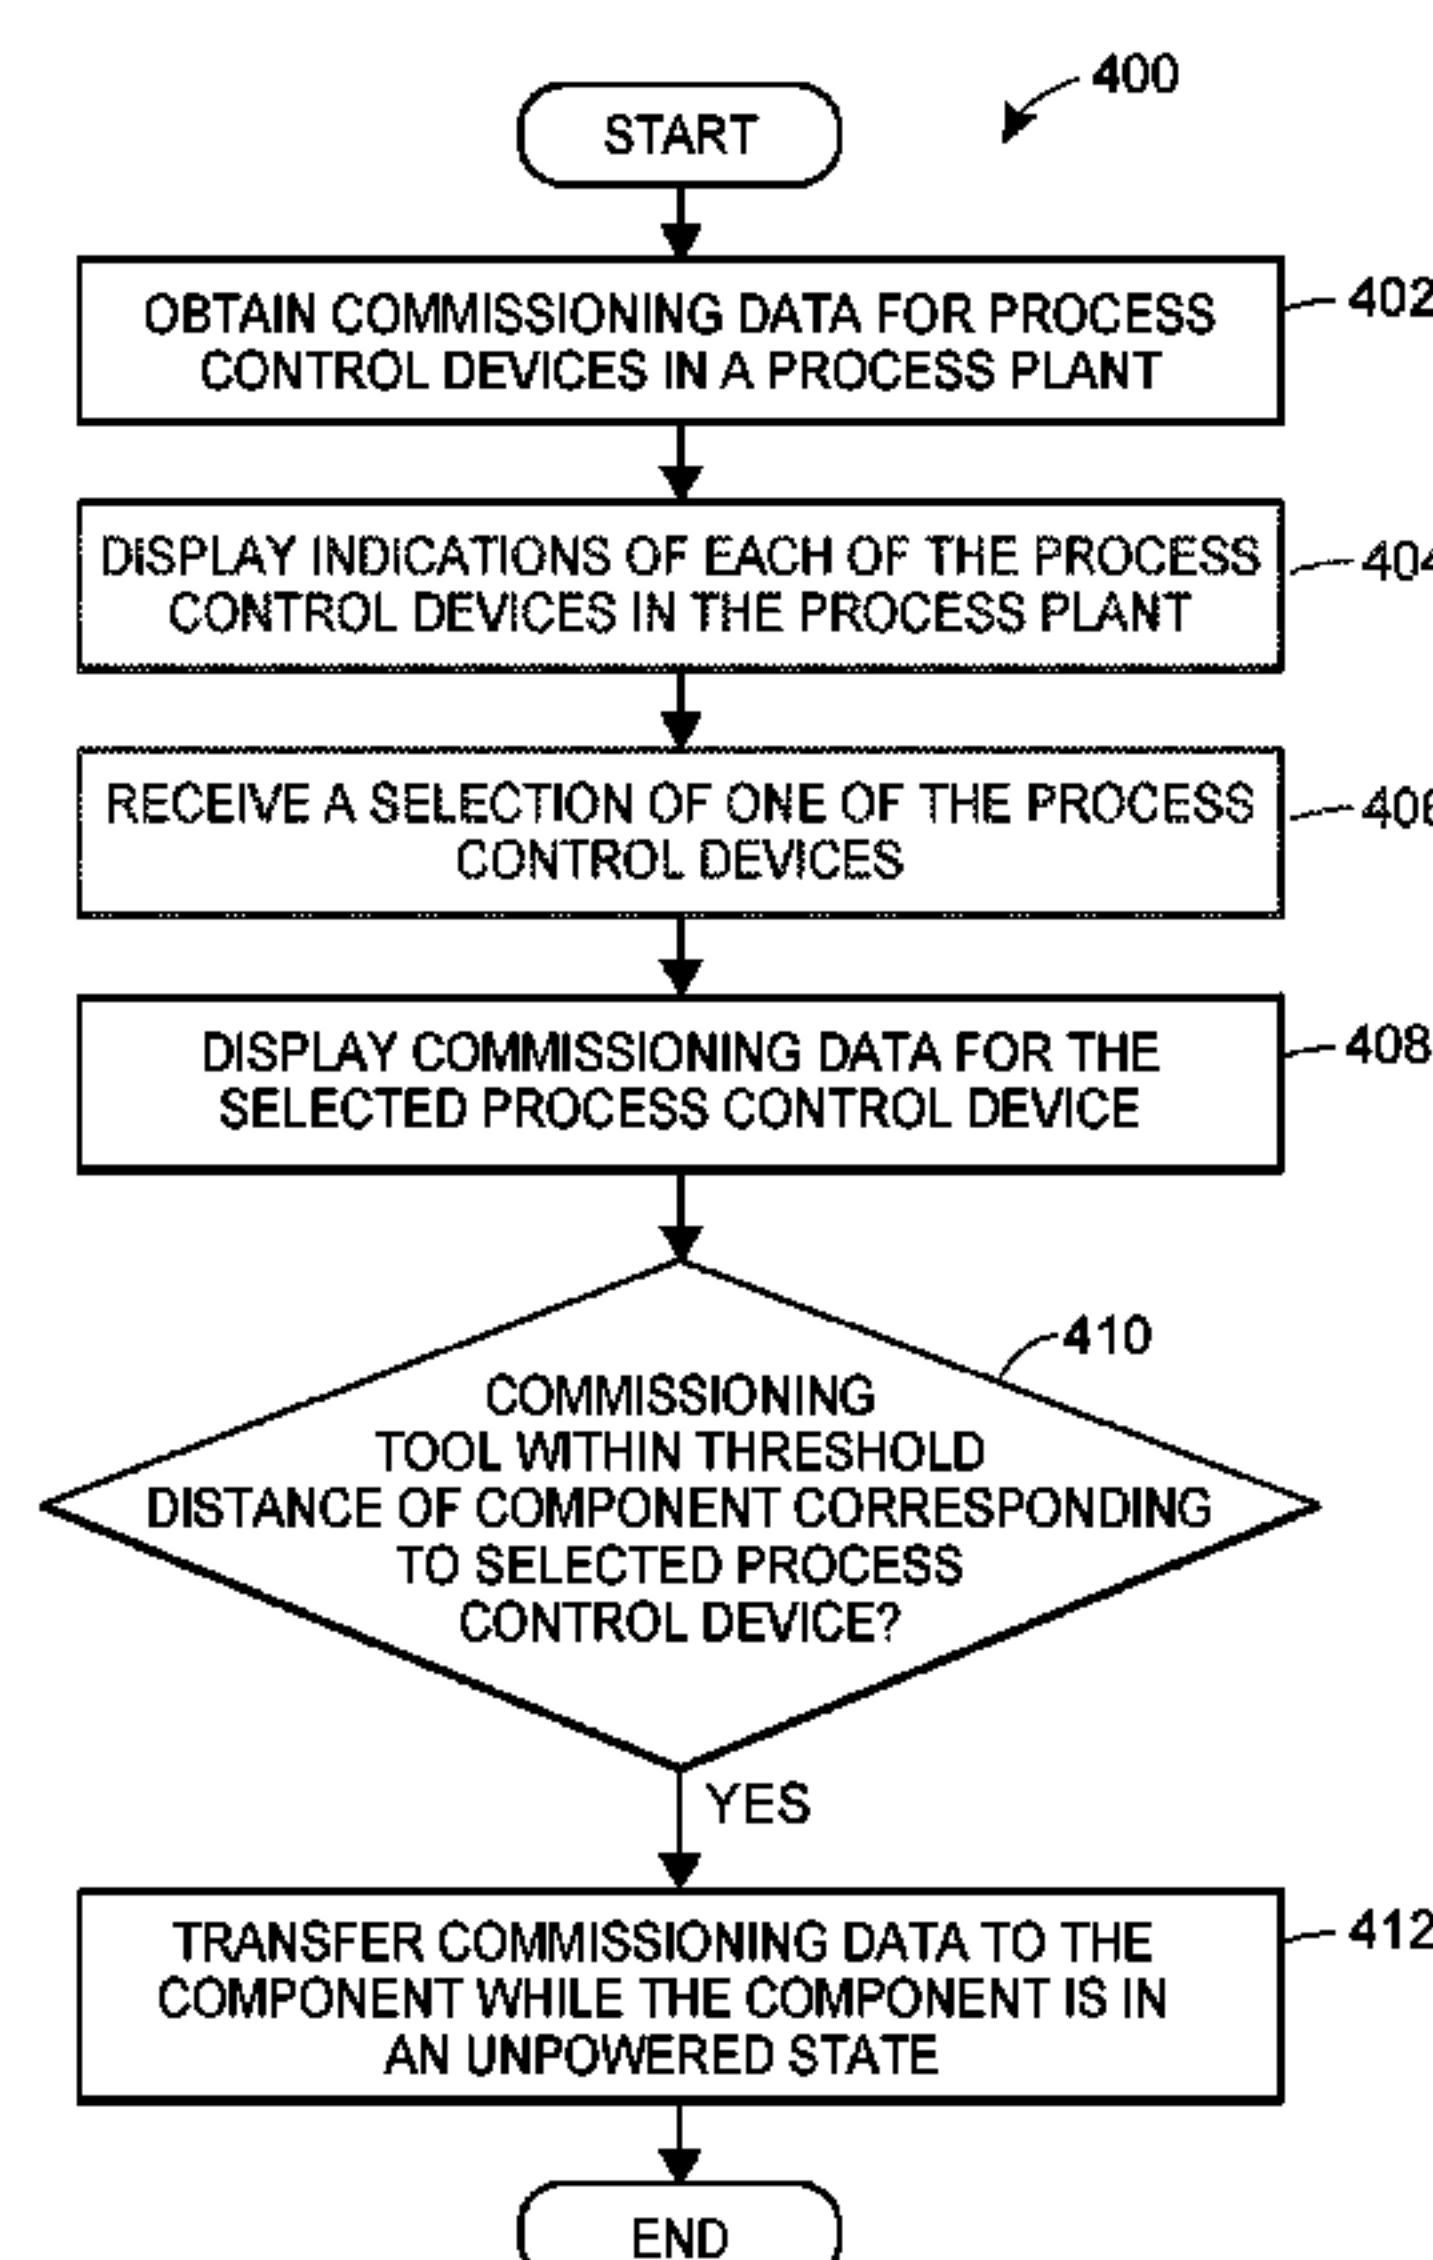 400
START
OBTAIN COMMISSIONING DATA FOR PROCESS
CONTROL DEVICES IN A PROCESS PLANT
402
DISPLAY INDICATIONS OF EACH OF THE PROCESS
CONTROL DEVICES IN THE PROCESS PLANT
404
RECEIVE A SELECTION OF ONE OF THE PROCESS
CONTROL DEVICES
406
DISPLAY COMMISSIONING DATA FOR THE
SELECTED PROCESS CONTROL DEVICE
408
410
COMMISSIONING
TOOL WITHIN THRESHOLD
DISTANCE OF COMPONENT CORRESPONDING
TO SELECTED PROCESS
CONTROL DEVICE?
YES
TRANSFER COMMISSIONING DATA TO THE
COMPONENT WHILE THE COMPONENT IS IN
AN UNPOWERED STATE
412
END